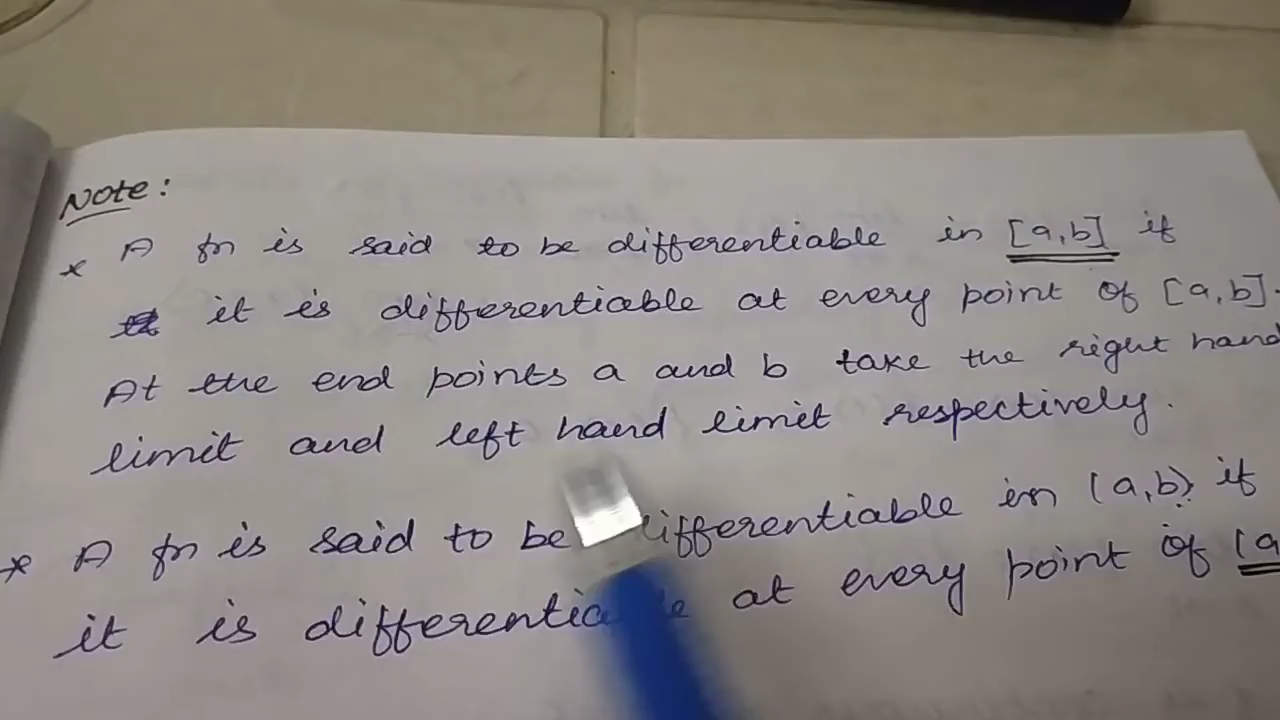 Note:
* A fn is said to be differentiable in [a,b] if
it is differentiable at every point of [a,b].
At the end points a and b take the right hand
limit and left hand limit respectively.
* A fn is said to be differentiable in (a,b) if
it is differentiable at every point of (a